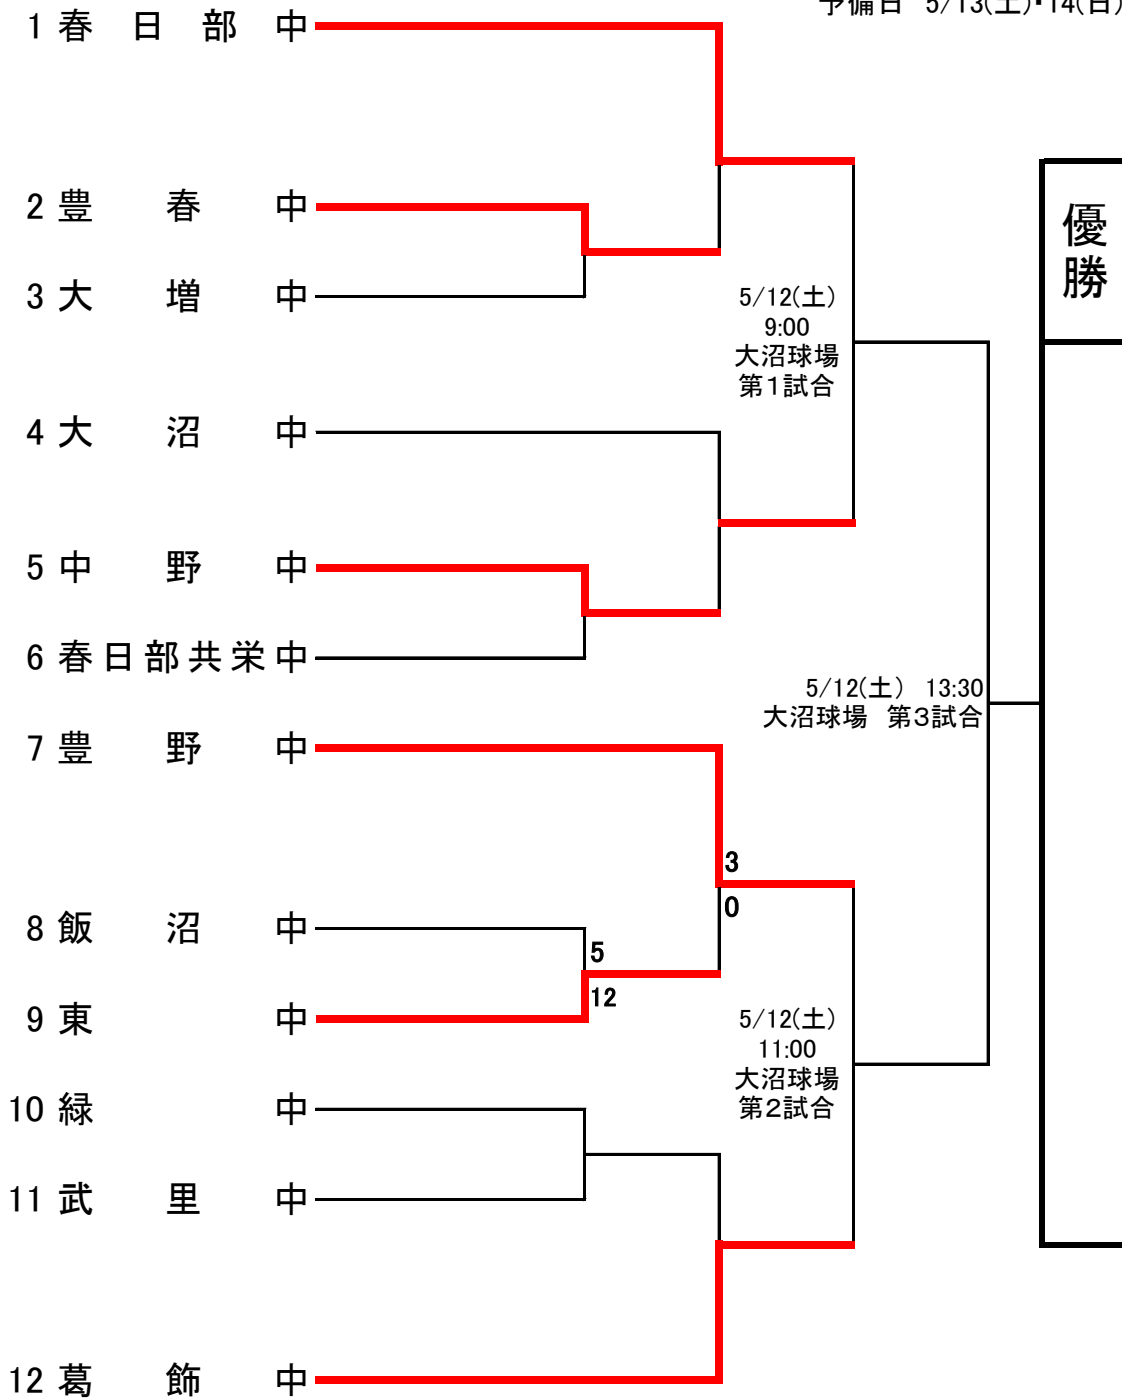 予備日 5/13(土)・14(日)
1 春日部中
2 豊春中
3 大増中
4 大沼中
5 中野中
6 春日部共栄中
7 豊野中
8 飯沼中
9 東中
10 緑中
11 武里中
12 葛飾中
5/12(土)
9:00
大沼球場
第1試合
5/12(土) 13:30
大沼球場 第3試合
3
0
5
12
5/12(土)
11:00
大沼球場
第2試合
優勝